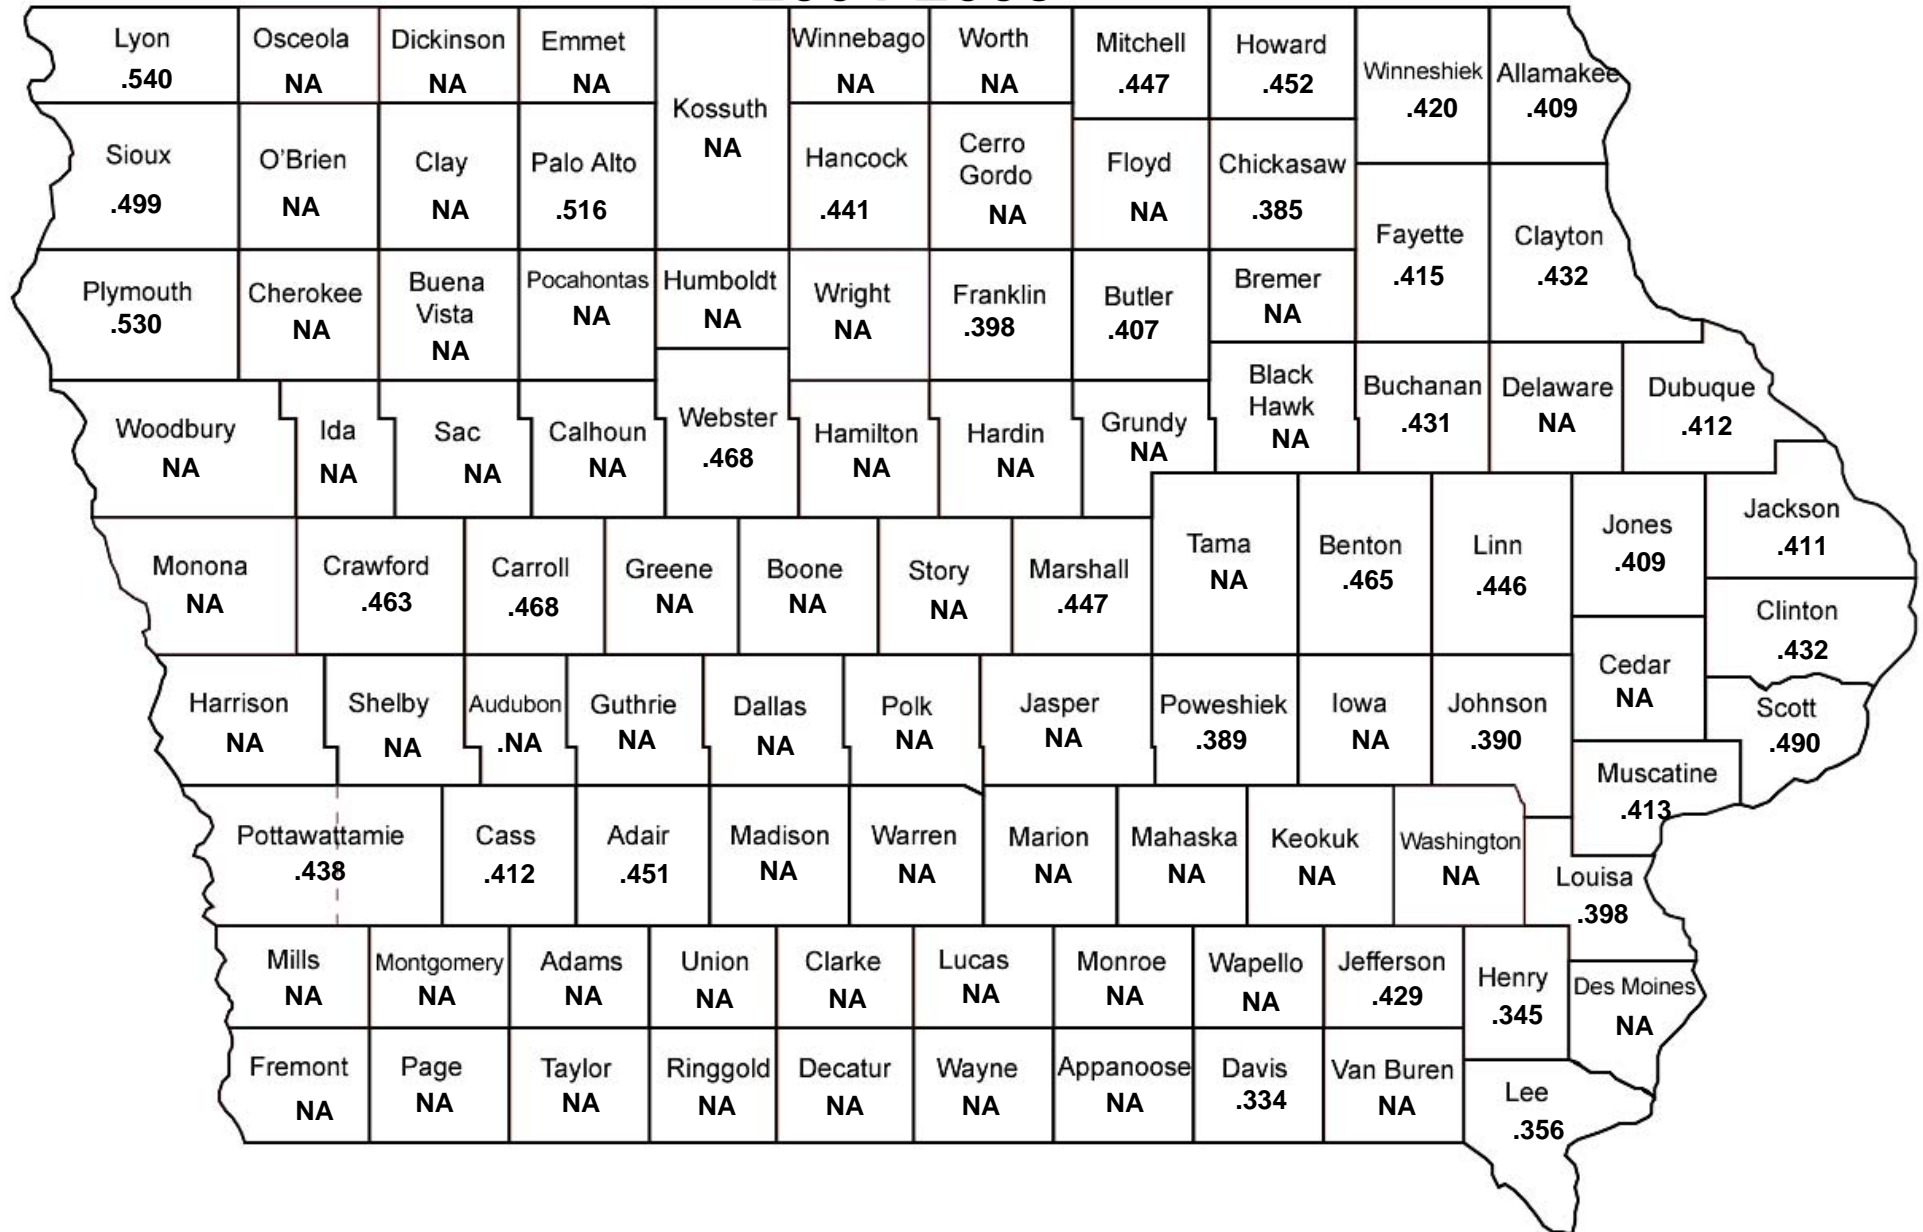 Lyon
.540
Osceola
NA
Dickinson
NA
Emmet
NA
Kossuth
NA
Winnebago
NA
Worth
NA
Mitchell
.447
Howard
.452
Winneshiek
.420
Allamakee
.409
Sioux
.499
O'Brien
NA
Clay
NA
Palo Alto
.516
Hancock
.441
Cerro
Gordo
NA
Floyd
NA
Chickasaw
.385
Fayette
.415
Clayton
.432
Plymouth
.530
Cherokee
NA
Buena
Vista
NA
Pocahontas
NA
Humboldt
NA
Wright
NA
Franklin
.398
Butler
.407
Bremer
NA
Woodbury
NA
Ida
NA
Sac
NA
Calhoun
NA
Webster
.468
Hamilton
NA
Hardin
NA
Grundy
NA
Black
Hawk
NA
Buchanan
.431
Delaware
NA
Dubuque
.412
Monona
NA
Crawford
.463
Carroll
.468
Greene
NA
Boone
NA
Story
NA
Marshall
.447
Tama
NA
Benton
.465
Linn
.446
Jones
.409
Jackson
.411
Clinton
.432
Harrison
NA
Shelby
NA
Audubon
.NA
Guthrie
NA
Dallas
NA
Polk
NA
Jasper
NA
Poweshiek
.389
Iowa
NA
Johnson
.390
Cedar
NA
Scott
.490
Muscatine
.413
Pottawattamie
.438
Cass
.412
Adair
.451
Madison
NA
Warren
NA
Marion
NA
Mahaska
NA
Keokuk
NA
Washington
NA
Louisa
.398
Mills
NA
Montgomery
NA
Adams
NA
Union
NA
Clarke
NA
Lucas
NA
Monroe
NA
Wapello
NA
Jefferson
.429
Henry
.345
Des Moines
NA
Fremont
NA
Page
NA
Taylor
NA
Ringgold
NA
Decatur
NA
Wayne
NA
Appanoose
NA
Davis
.334
Van Buren
NA
Lee
.356